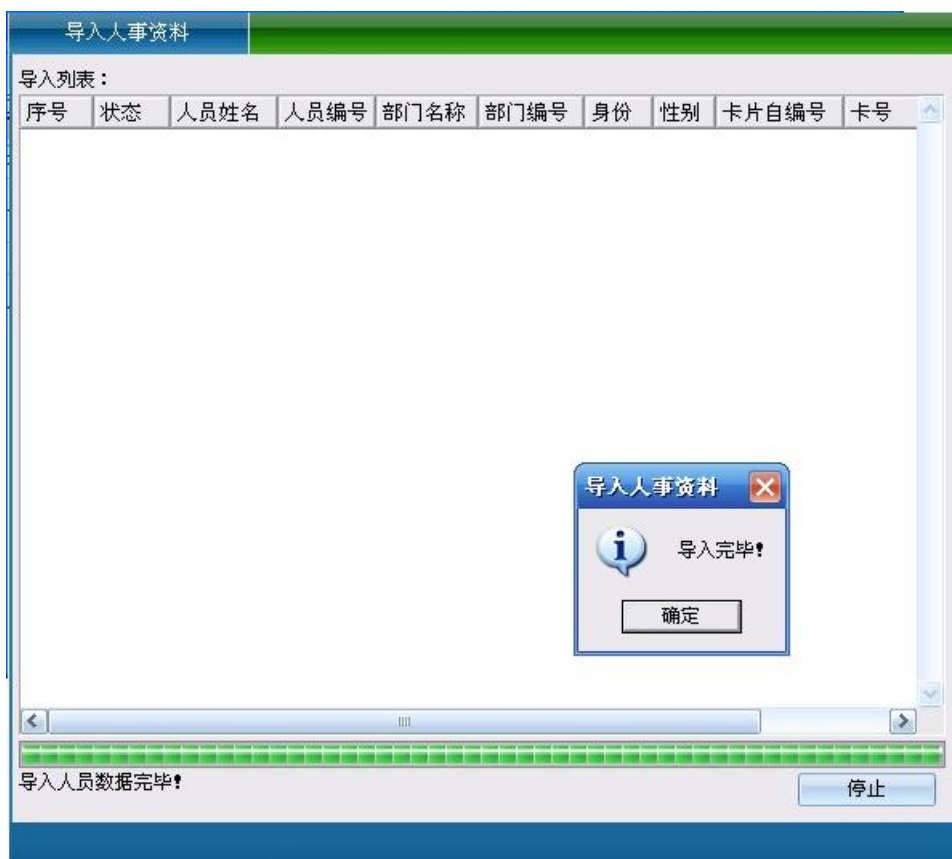 导入人事资料
导入列表：
序号 状态 人员姓名 人员编号 部门名称 部门编号 身份 性别 卡片自编号 卡号
导入人事资料
导入完毕！
确定
导入人员数据完毕！
停止